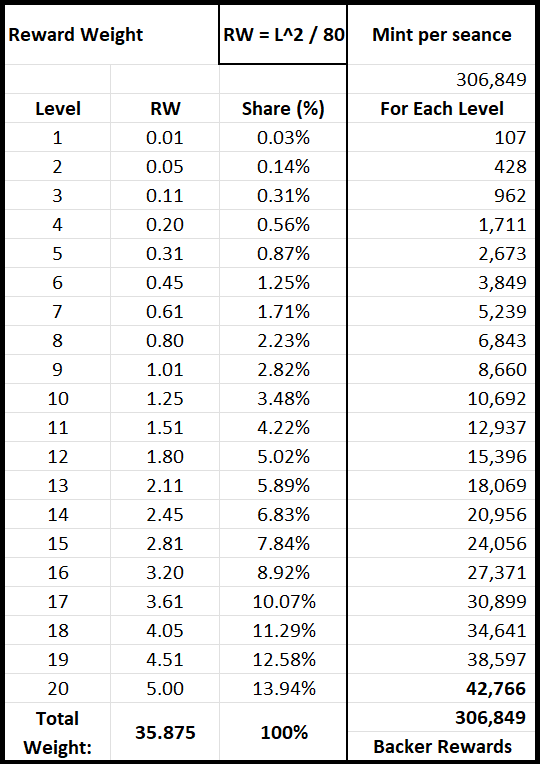 Reward Weight RW = L^2 / 80 Mint per seance
306,849
Level RW Share (%) For Each Level
1 0.01 0.03% 107
2 0.05 0.14% 428
3 0.11 0.31% 962
4 0.20 0.56% 1,711
5 0.31 0.87% 2,673
6 0.45 1.25% 3,849
7 0.61 1.71% 5,239
8 0.80 2.23% 6,843
9 1.01 2.82% 8,660
10 1.25 3.48% 10,692
11 1.51 4.22% 12,937
12 1.80 5.02% 15,396
13 2.11 5.89% 18,069
14 2.45 6.83% 20,956
15 2.81 7.84% 24,056
16 3.20 8.92% 27,371
17 3.61 10.07% 30,899
18 4.05 11.29% 34,641
19 4.51 12.58% 38,597
20 5.00 13.94% 42,766
Total
Weight: 35.875 100% 306,849
Backer Rewards